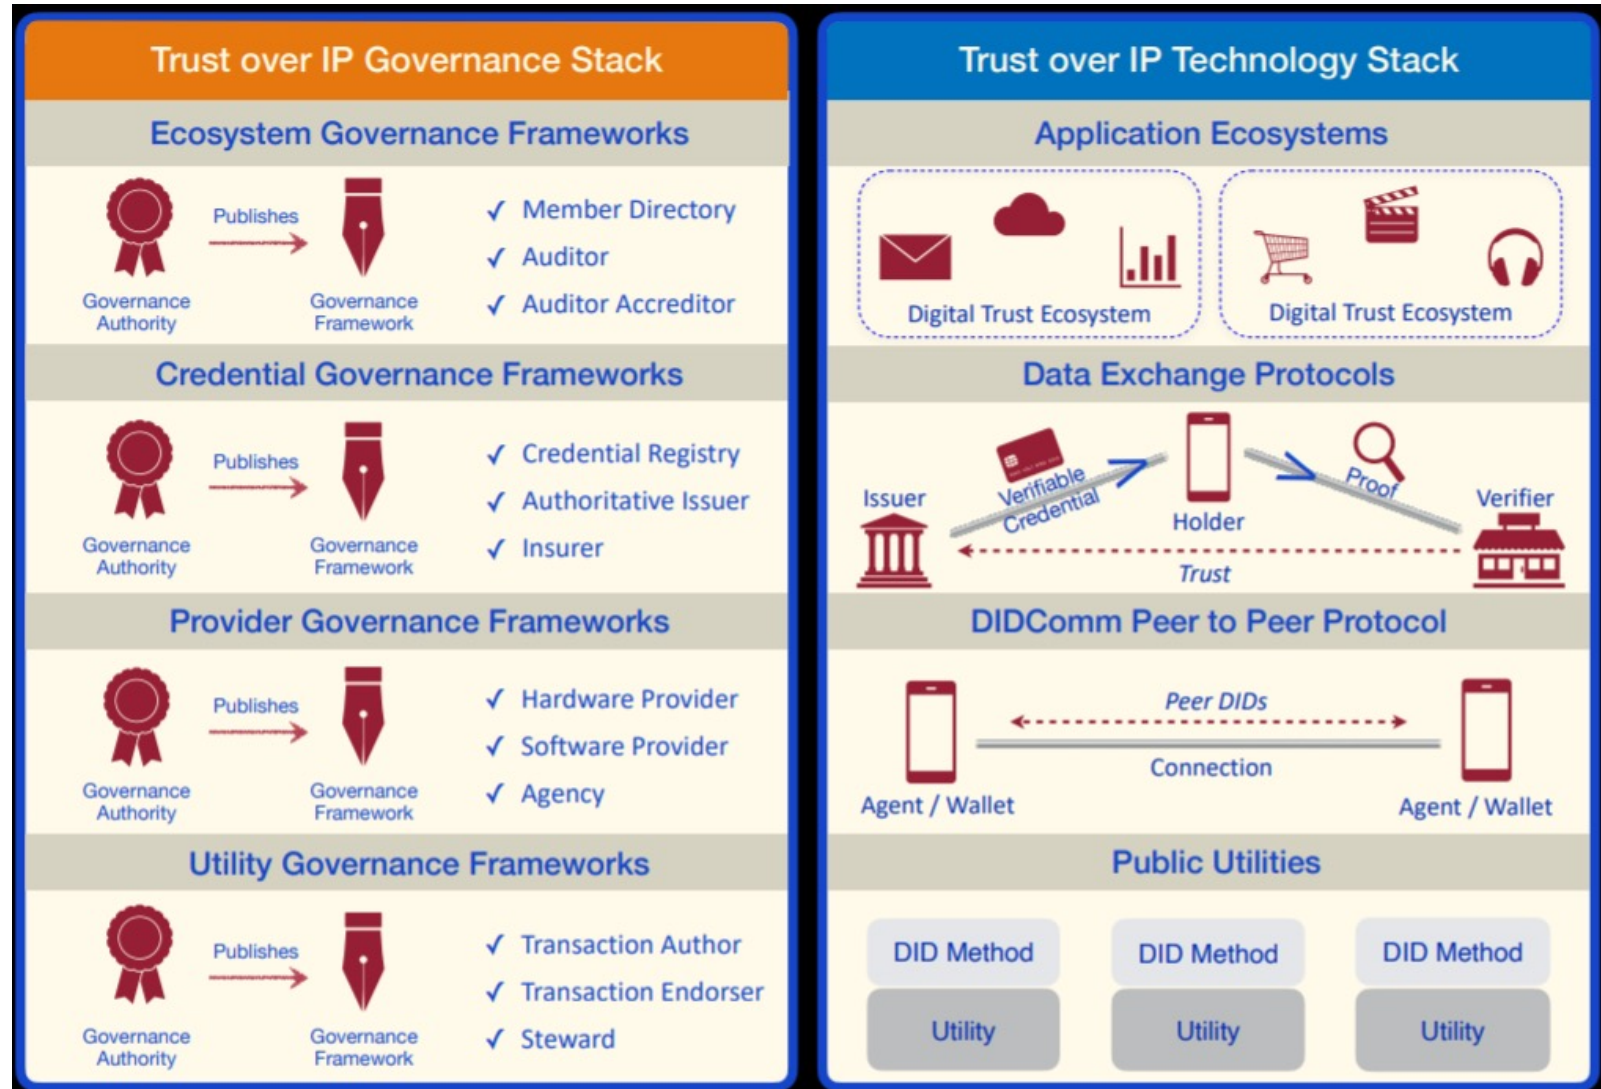 Trust over IP Governance Stack
Ecosystem Governance Frameworks
Publishes
Governance
Authority
Governance
Framework
✓ Member Directory
✓ Auditor
✓ Auditor Accreditor
Credential Governance Frameworks
Publishes
Governance
Authority
Governance
Framework
✓ Credential Registry
✓ Authoritative Issuer
✓ Insurer
Provider Governance Frameworks
Publishes
Governance
Authority
Governance
Framework
✓ Hardware Provider
✓ Software Provider
✓ Agency
Utility Governance Frameworks
Publishes
Governance
Authority
Governance
Framework
✓ Transaction Author
✓ Transaction Endorser
✓ Steward
Trust over IP Technology Stack
Application Ecosystems
Digital Trust Ecosystem
Digital Trust Ecosystem
Data Exchange Protocols
Issuer
Verifiable
Credential
Holder
Proof
Verifier
Trust
DIDComm Peer to Peer Protocol
Peer DIDs
Connection
Agent / Wallet
Agent / Wallet
Public Utilities
DID Method
DID Method
DID Method
Utility
Utility
Utility